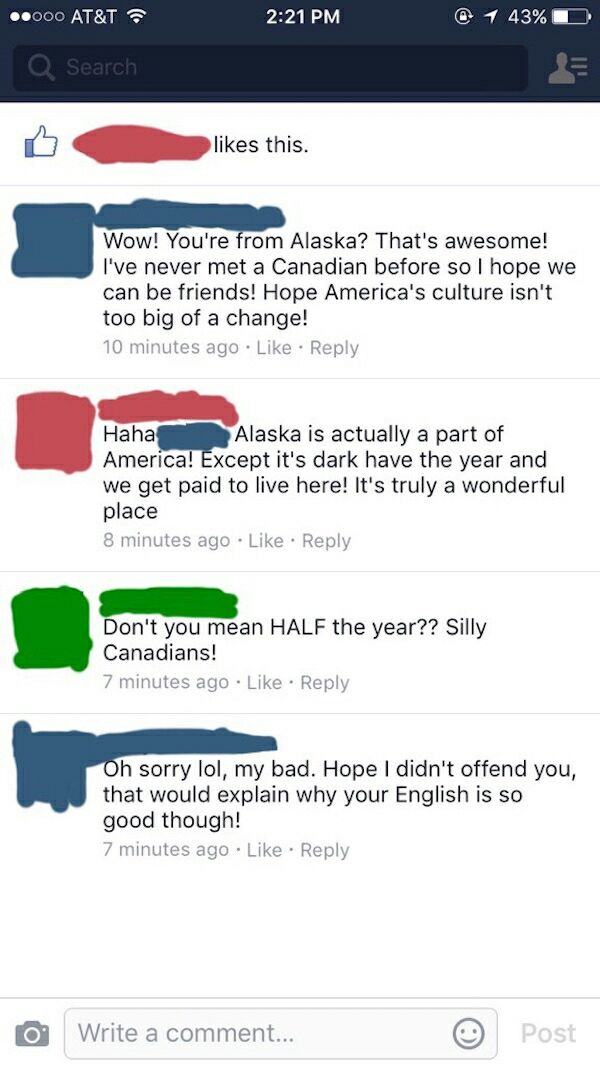 AT&T 2:21 PM 43%
Search
likes this.
Wow! You're from Alaska? That's awesome!
I've never met a Canadian before so I hope we
can be friends! Hope America's culture isn't
too big of a change!
10 minutes ago · Like · Reply
Haha Alaska is actually a part of
America! Except it's dark have the year and
we get paid to live here! It's truly a wonderful
place
8 minutes ago · Like · Reply
Don't you mean HALF the year?? Silly
Canadians!
7 minutes ago · Like · Reply
Oh sorry lol, my bad. Hope I didn't offend you,
that would explain why your English is so
good though!
7 minutes ago · Like · Reply
Write a comment... Post